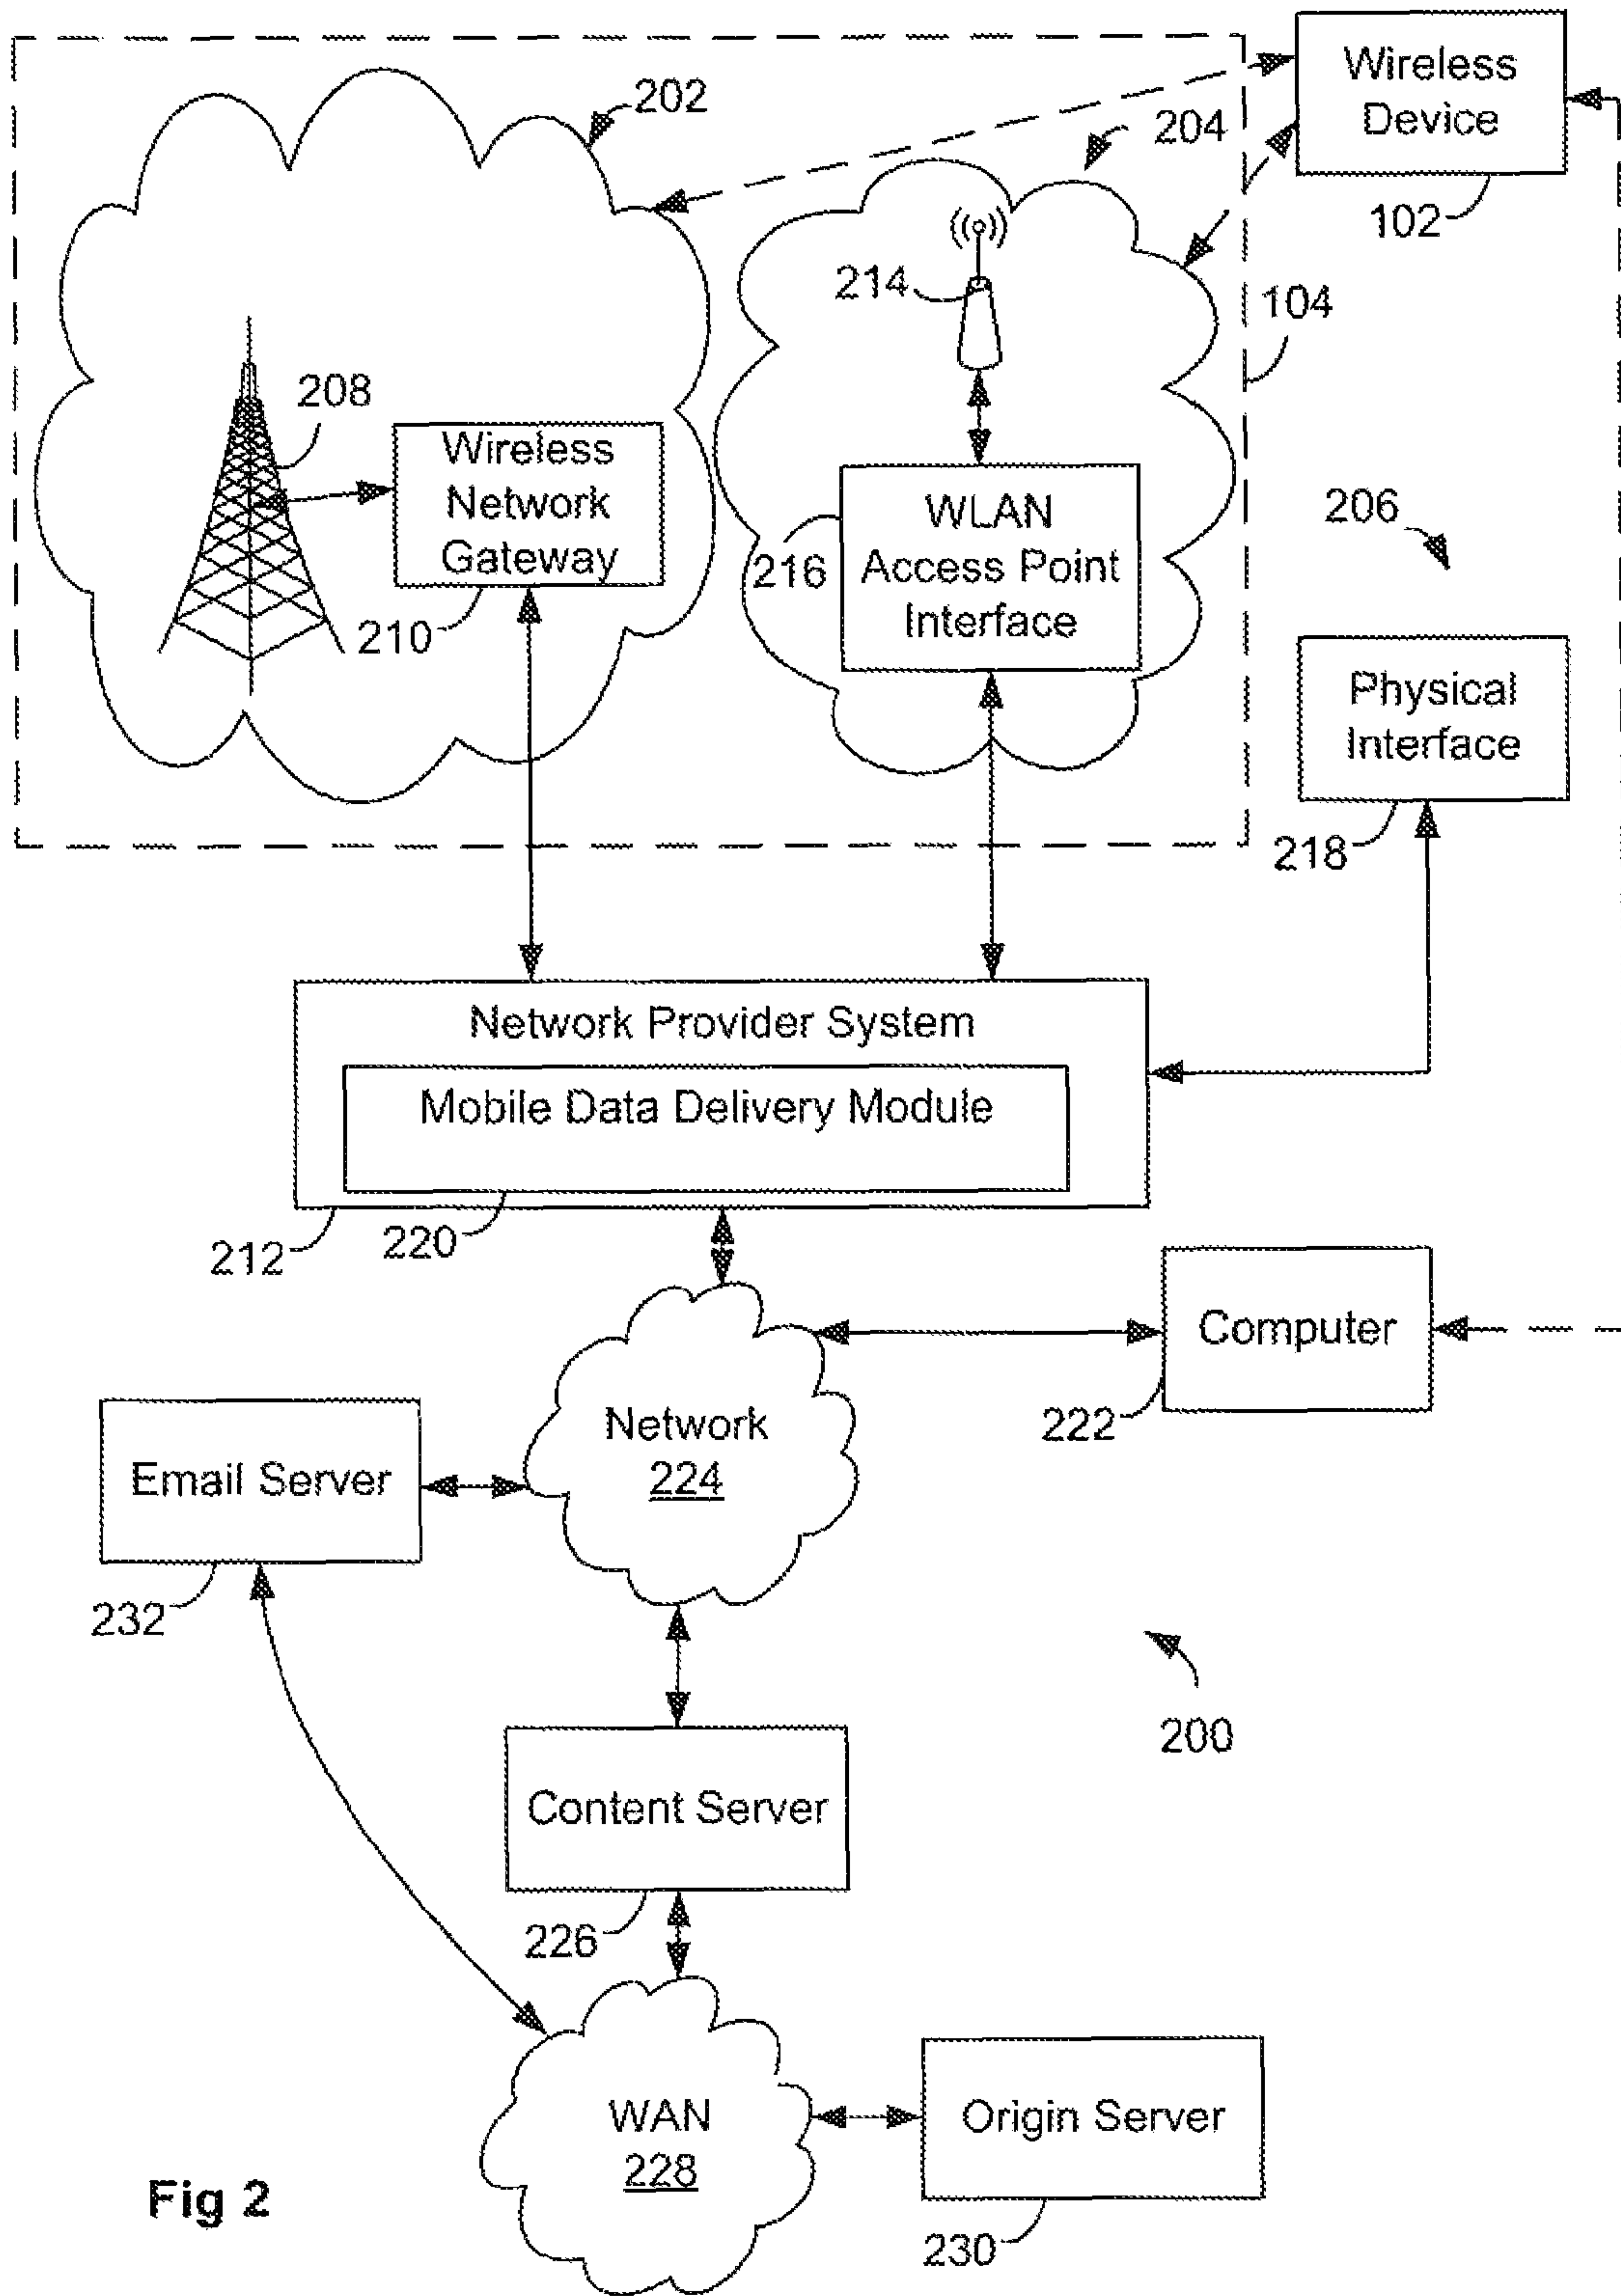 202
204
Wireless
Device
102
214
104
208
Wireless
Network
Gateway
210
216
WLAN
Access Point
Interface
206
Physical
Interface
218
Network Provider System
Mobile Data Delivery Module
212
220
Computer
222
Network
224
Email Server
232
200
Content Server
226
WAN
228
Origin Server
230
Fig 2